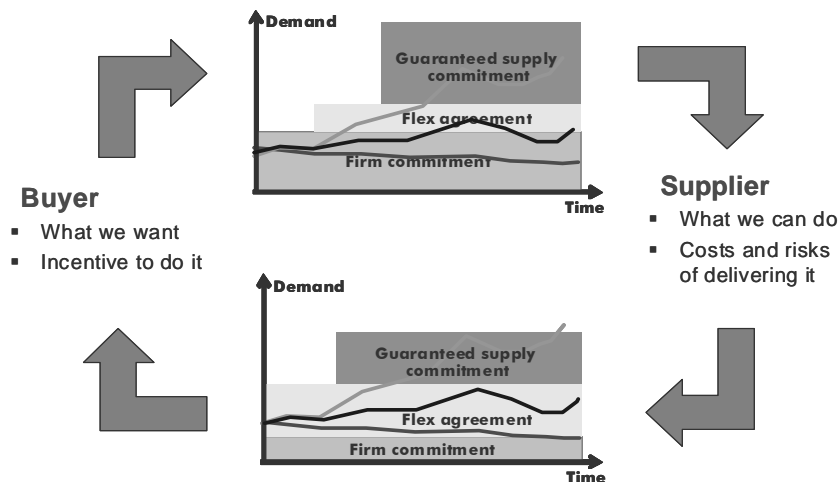 Demand
Guaranteed supply
commitment
Flex agreement
Firm commitment
Time
Buyer
▪ What we want
▪ Incentive to do it
Supplier
▪ What we can do
▪ Costs and risks
of delivering it
Demand
Guaranteed supply
commitment
Flex agreement
Firm commitment
Time